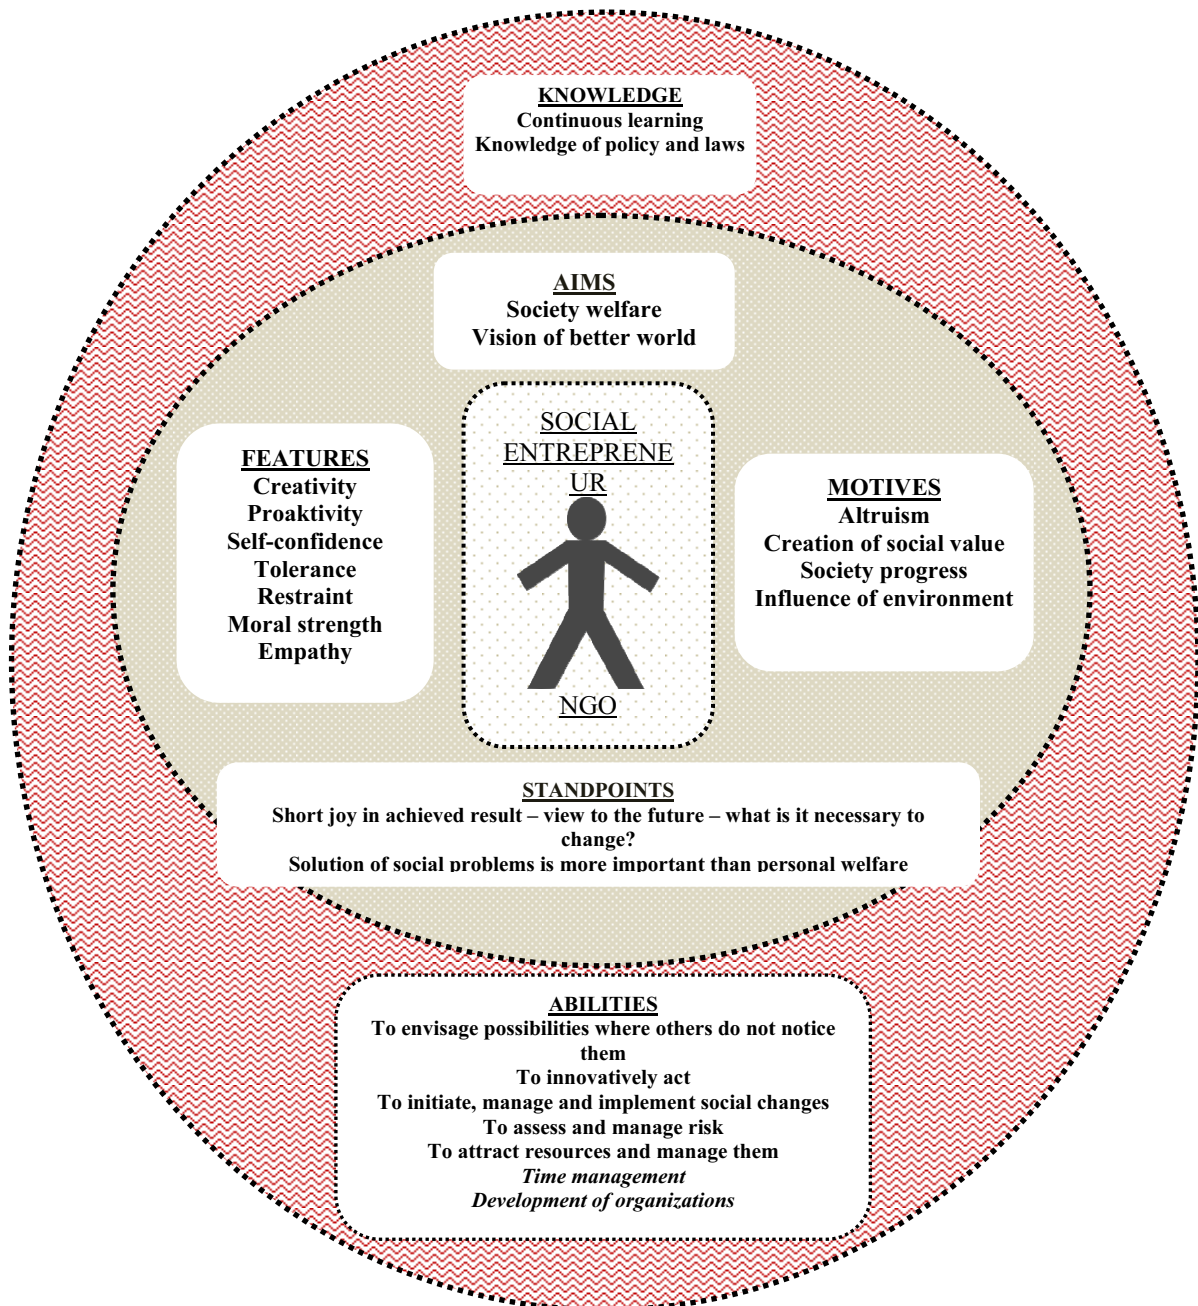 KNOWLEDGE
Continuous learning
Knowledge of policy and laws
AIMS
Society welfare
Vision of better world
SOCIAL
ENTREPRENE
UR
NGO
FEATURES
Creativity
Proaktivity
Self-confidence
Tolerance
Restraint
Moral strength
Empathy
MOTIVES
Altruism
Creation of social value
Society progress
Influence of environment
STANDPOINTS
Short joy in achieved result – view to the future – what is it necessary to
change?
Solution of social problems is more important than personal welfare
ABILITIES
To envisage possibilities where others do not notice
them
To innovatively act
To initiate, manage and implement social changes
To assess and manage risk
To attract resources and manage them
Time management
Development of organizations